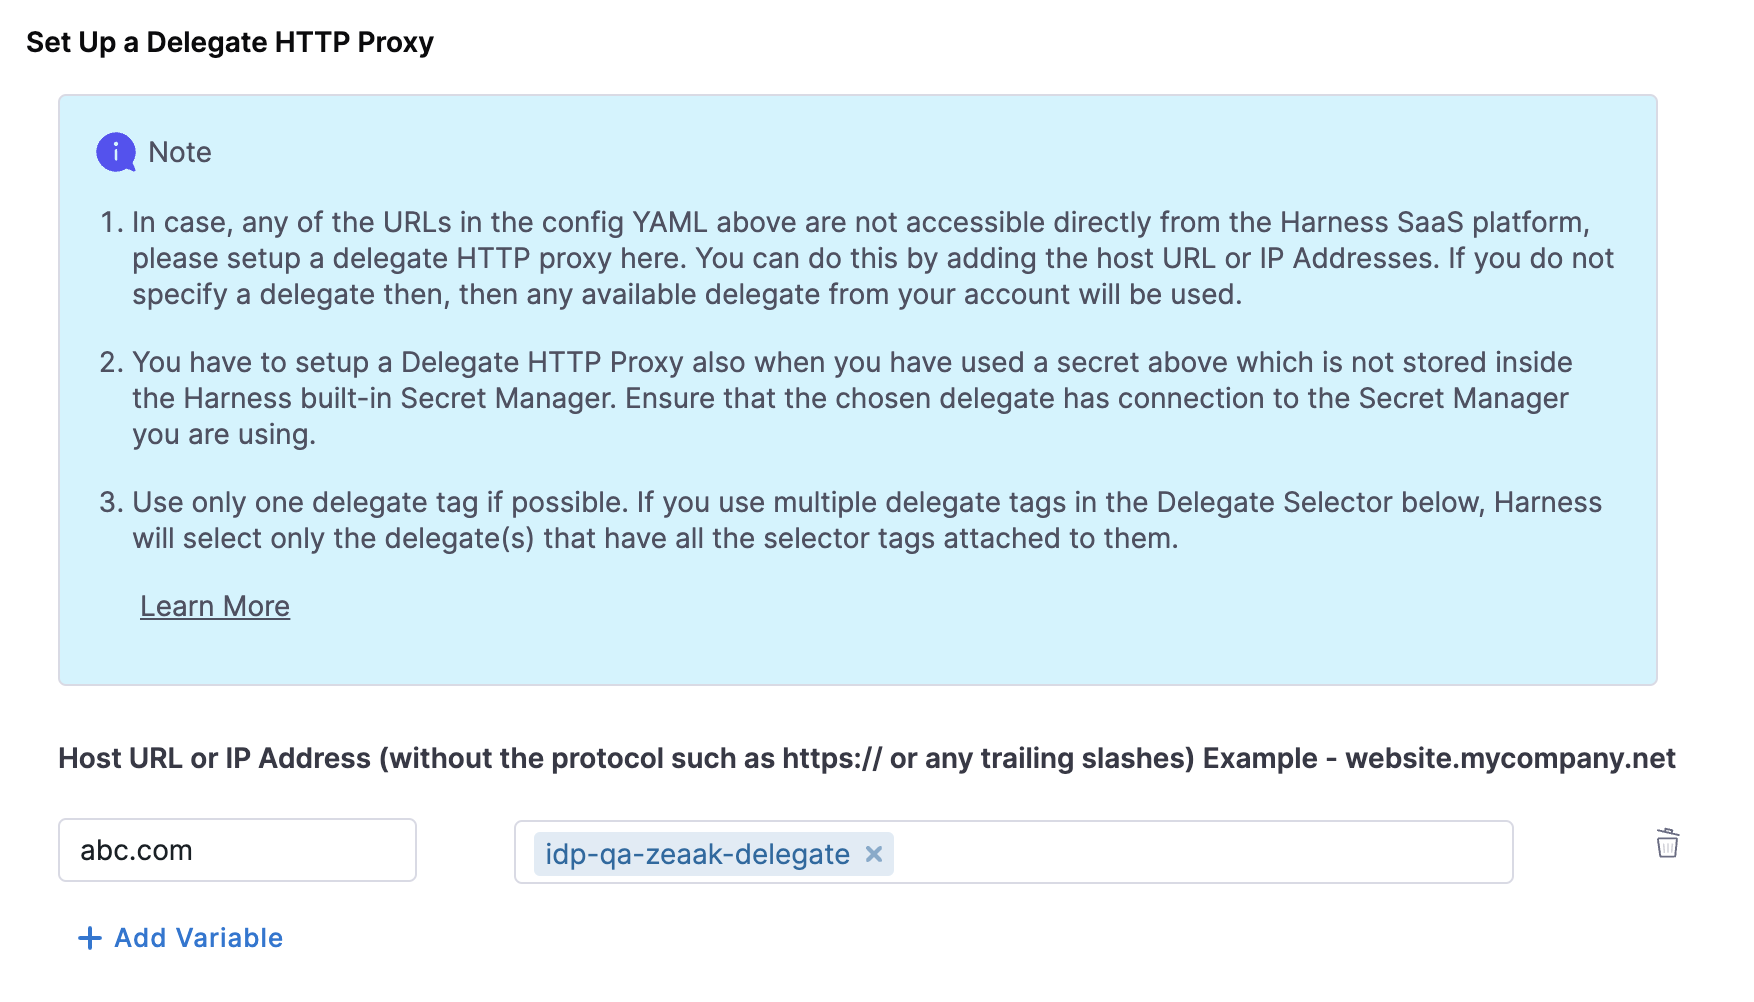 Set Up a Delegate HTTP Proxy
Note
1. In case, any of the URLs in the config YAML above are not accessible directly from the Harness SaaS platform,
please setup a delegate HTTP proxy here. You can do this by adding the host URL or IP Addresses. If you do not
specify a delegate then, then any available delegate from your account will be used.
2. You have to setup a Delegate HTTP Proxy also when you have used a secret above which is not stored inside
the Harness built-in Secret Manager. Ensure that the chosen delegate has connection to the Secret Manager
you are using.
3. Use only one delegate tag if possible. If you use multiple delegate tags in the Delegate Selector below, Harness
will select only the delegate(s) that have all the selector tags attached to them.
Learn More
Host URL or IP Address (without the protocol such as https:// or any trailing slashes) Example - website.mycompany.net
abc.com
idp-qa-zeaak-delegate
+ Add Variable